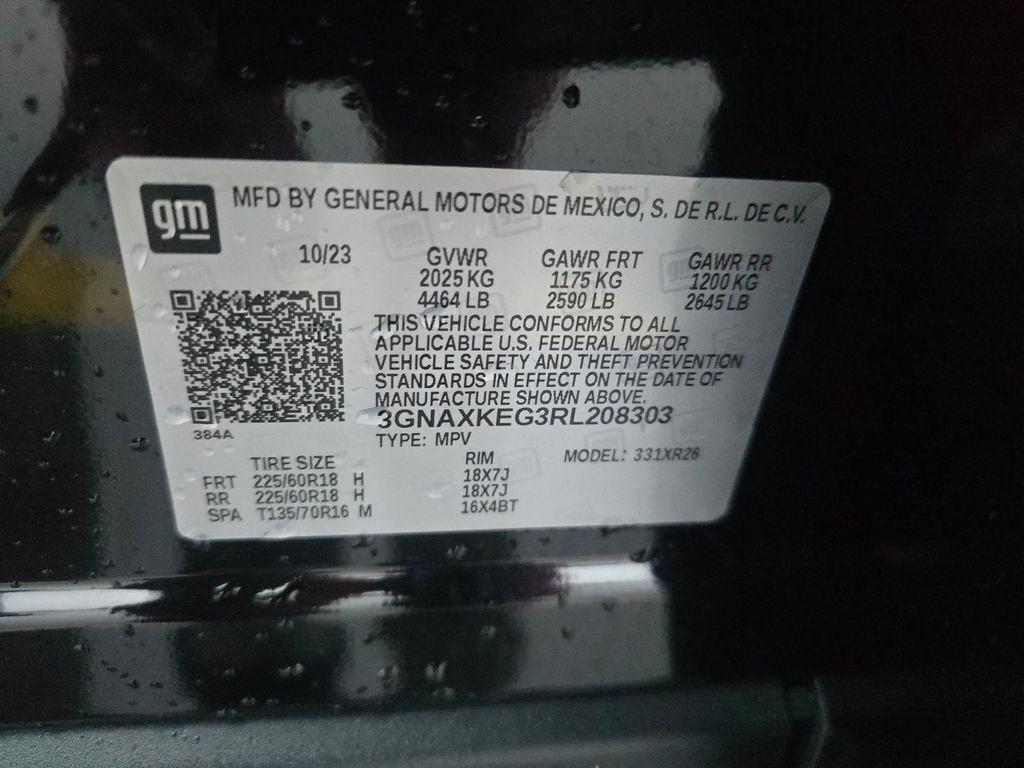 gm
MFD BY GENERAL MOTORS DE MEXICO, S. DE R.L. DE C.V.
10/23 GVWR GAWR FRT GAWR RR
2025 KG 1175 KG 1200 KG
4464 LB 2590 LB 2645 LB
THIS VEHICLE CONFORMS TO ALL
APPLICABLE U.S. FEDERAL MOTOR
VEHICLE SAFETY AND THEFT PREVENTION
STANDARDS IN EFFECT ON THE DATE OF
MANUFACTURE SHOWN ABOVE.
3GNAXKEG3RL208303
384A
TYPE: MPV
MODEL: 331XR26
TIRE SIZE RIM
FRT 225/60R18 H 18X7J
RR 225/60R18 H 18X7J
SPA T135/70R16 M 16X4BT